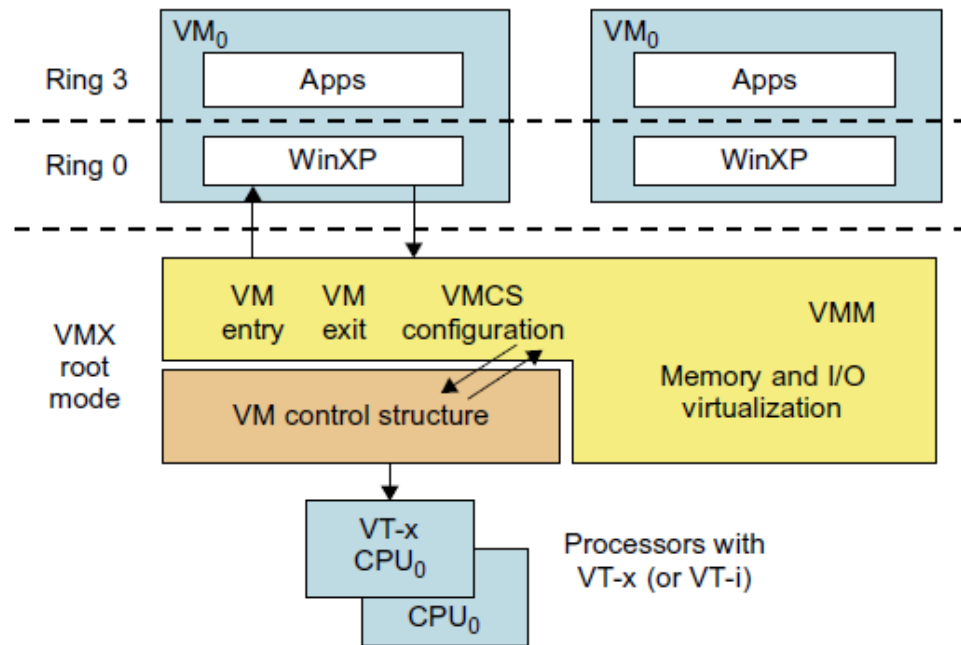 VM₀
VM₀
Ring 3
Apps
Apps
Ring 0
WinXP
WinXP
VMX
root
mode
VM
entry
VM
exit
VMCS
configuration
VMM
Memory and I/O
virtualization
VM control structure
VT-x
CPU₀
CPU₀
Processors with
VT-x (or VT-i)